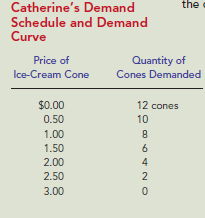 the
Catherine's Demand
Schedule and Demand
Curve
Price of Quantity of
Ice-Cream Cone Cones Demanded
$0.00 12 cones
0.50 10
1.00 8
1.50 6
2.00 4
2.50 2
3.00 0